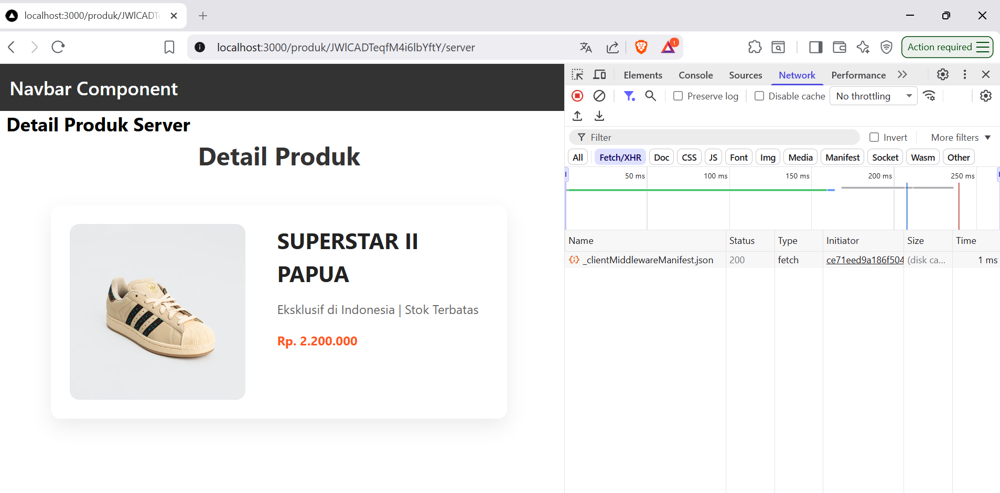 localhost:3000/produk/JWlCADTe
localhost:3000/produk/JWlCADTeqfM4i6lbYftY/server
1
Action required
Navbar Component
Detail Produk Server
Detail Produk
SUPERSTAR II
PAPUA
Eksklusif di Indonesia | Stok Terbatas
Rp. 2.200.000
Elements Console Sources Network Performance
Preserve log Disable cache No throttling
Filter Invert More filters
All Fetch/XHR Doc CSS JS Font Img Media Manifest Socket Wasm Other
50 ms 100 ms 150 ms 200 ms 250 ms
Name Status Type Initiator Size Time
_clientMiddlewareManifest.json 200 fetch ce71eed9a186f504 (disk ca... 1 ms